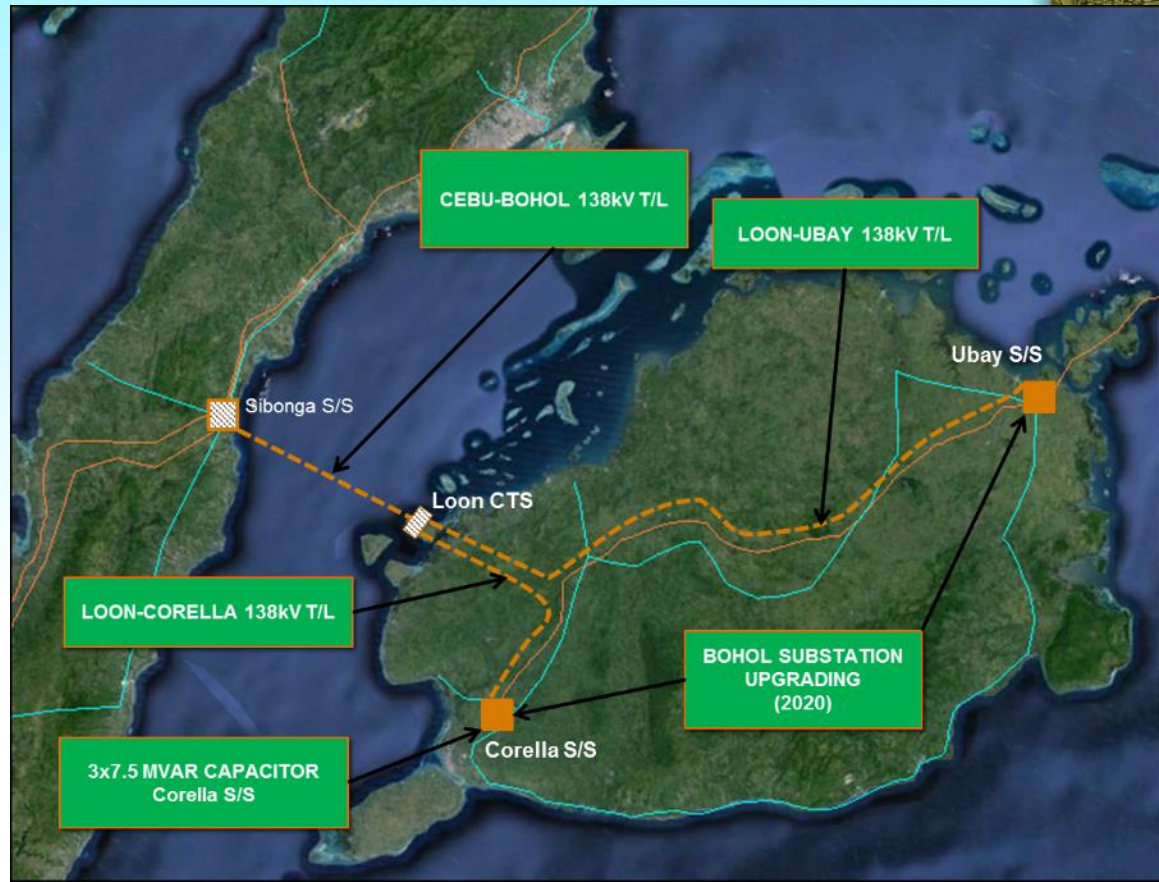 CEBU-BOHOL 138kV T/L
LOON-UBAY 138kV T/L
Ubay S/S
Sibonga S/S
Loon CTS
LOON-CORELLA 138kV T/L
BOHOL SUBSTATION
UPGRADING
(2020)
Corella S/S
3x7.5 MVAR CAPACITOR
Corella S/S